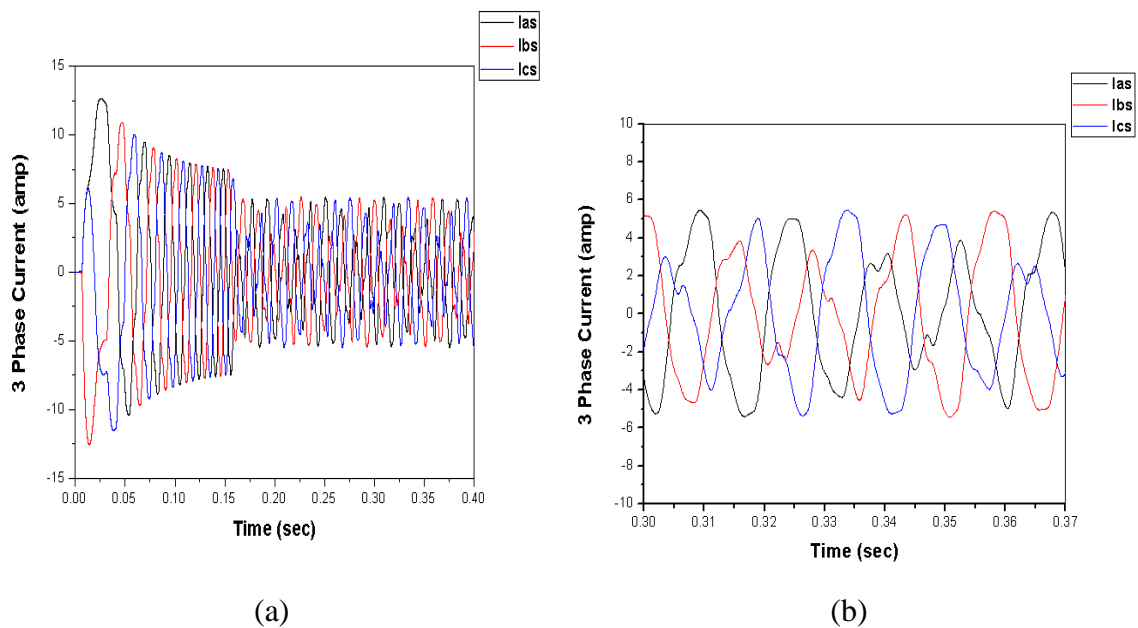 Ias
Ibs
Ics
15
10
5
0
-5
-10
-15
3 Phase Current (amp)
0.00 0.05 0.10 0.15 0.20 0.25 0.30 0.35 0.40
Time (sec)
(a)
Ias
Ibs
Ics
10
8
6
4
2
0
-2
-4
-6
-8
-10
3 Phase Current (amp)
0.30 0.31 0.32 0.33 0.34 0.35 0.36 0.37
Time (sec)
(b)